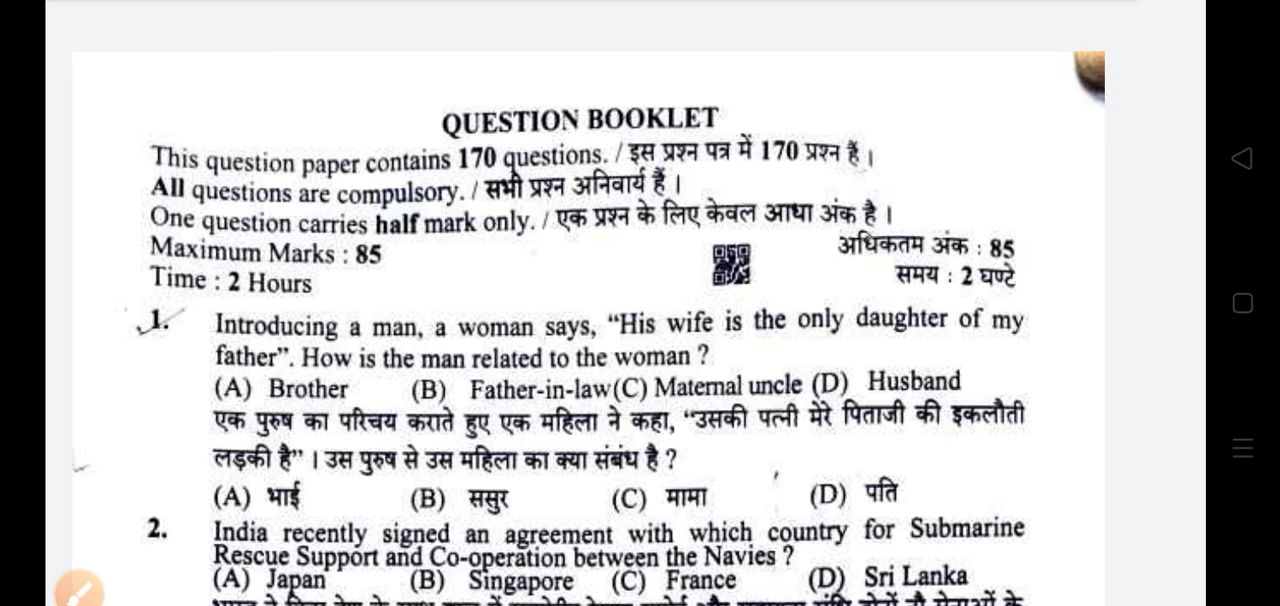 QUESTION BOOKLET
This question paper contains 170 questions. / इस प्रश्न पत्र में 170 प्रश्न हैं ।
All questions are compulsory. / सभी प्रश्न अनिवार्य हैं ।
One question carries half mark only. / एक प्रश्न के लिए केवल आधा अंक है ।
Maximum Marks : 85 अधिकतम अंक : 85
Time : 2 Hours समय : 2 घण्टे
1. Introducing a man, a woman says, “His wife is the only daughter of my
father”. How is the man related to the woman ?
(A) Brother (B) Father-in-law (C) Maternal uncle (D) Husband
एक पुरुष का परिचय कराते हुए एक महिला ने कहा, “उसकी पत्नी मेरे पिताजी की इकलौती
लड़की है” । उस पुरुष से उस महिला का क्या संबंध है ?
(A) भाई (B) ससुर (C) मामा (D) पति
2. India recently signed an agreement with which country for Submarine
Rescue Support and Co-operation between the Navies ?
(A) Japan (B) Singapore (C) France (D) Sri Lanka